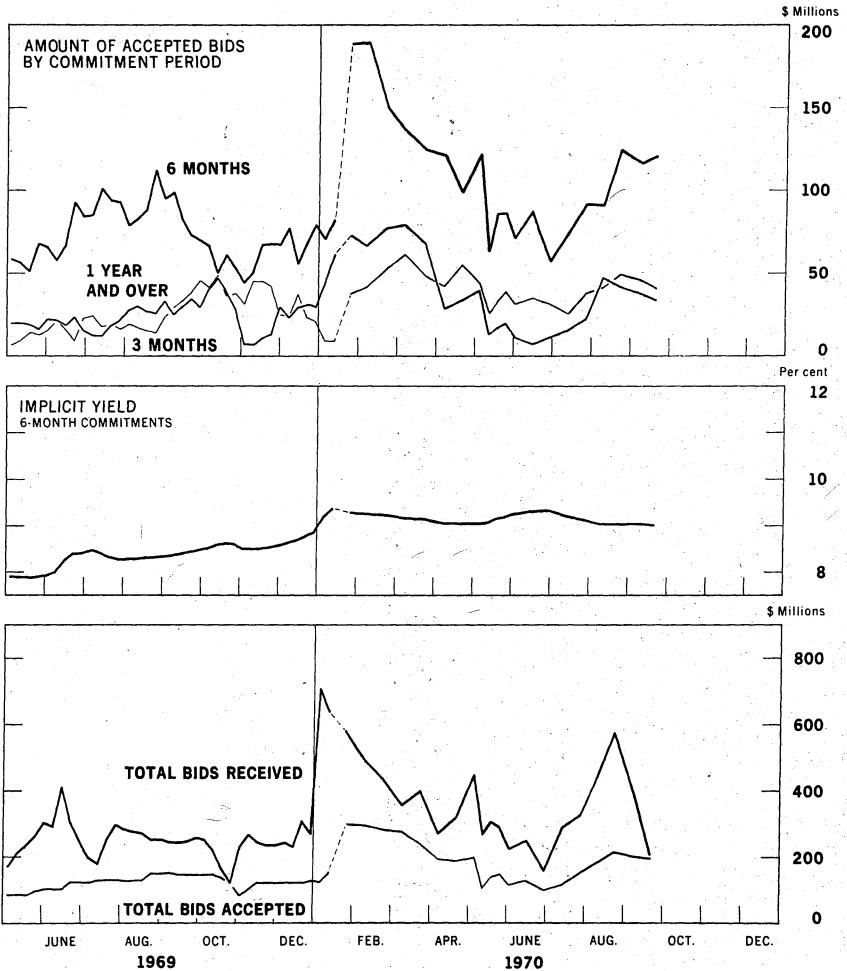 $ Millions
AMOUNT OF ACCEPTED BIDS
BY COMMITMENT PERIOD
200
150
6 MONTHS
100
1 YEAR
AND OVER
50
3 MONTHS
0
Per cent
IMPLICIT YIELD
6-MONTH COMMITMENTS
12
10
8
$ Millions
800
600
TOTAL BIDS RECEIVED
400
200
TOTAL BIDS ACCEPTED
0
JUNE AUG. OCT. DEC. FEB. APR. JUNE AUG. OCT. DEC.
1969 1970